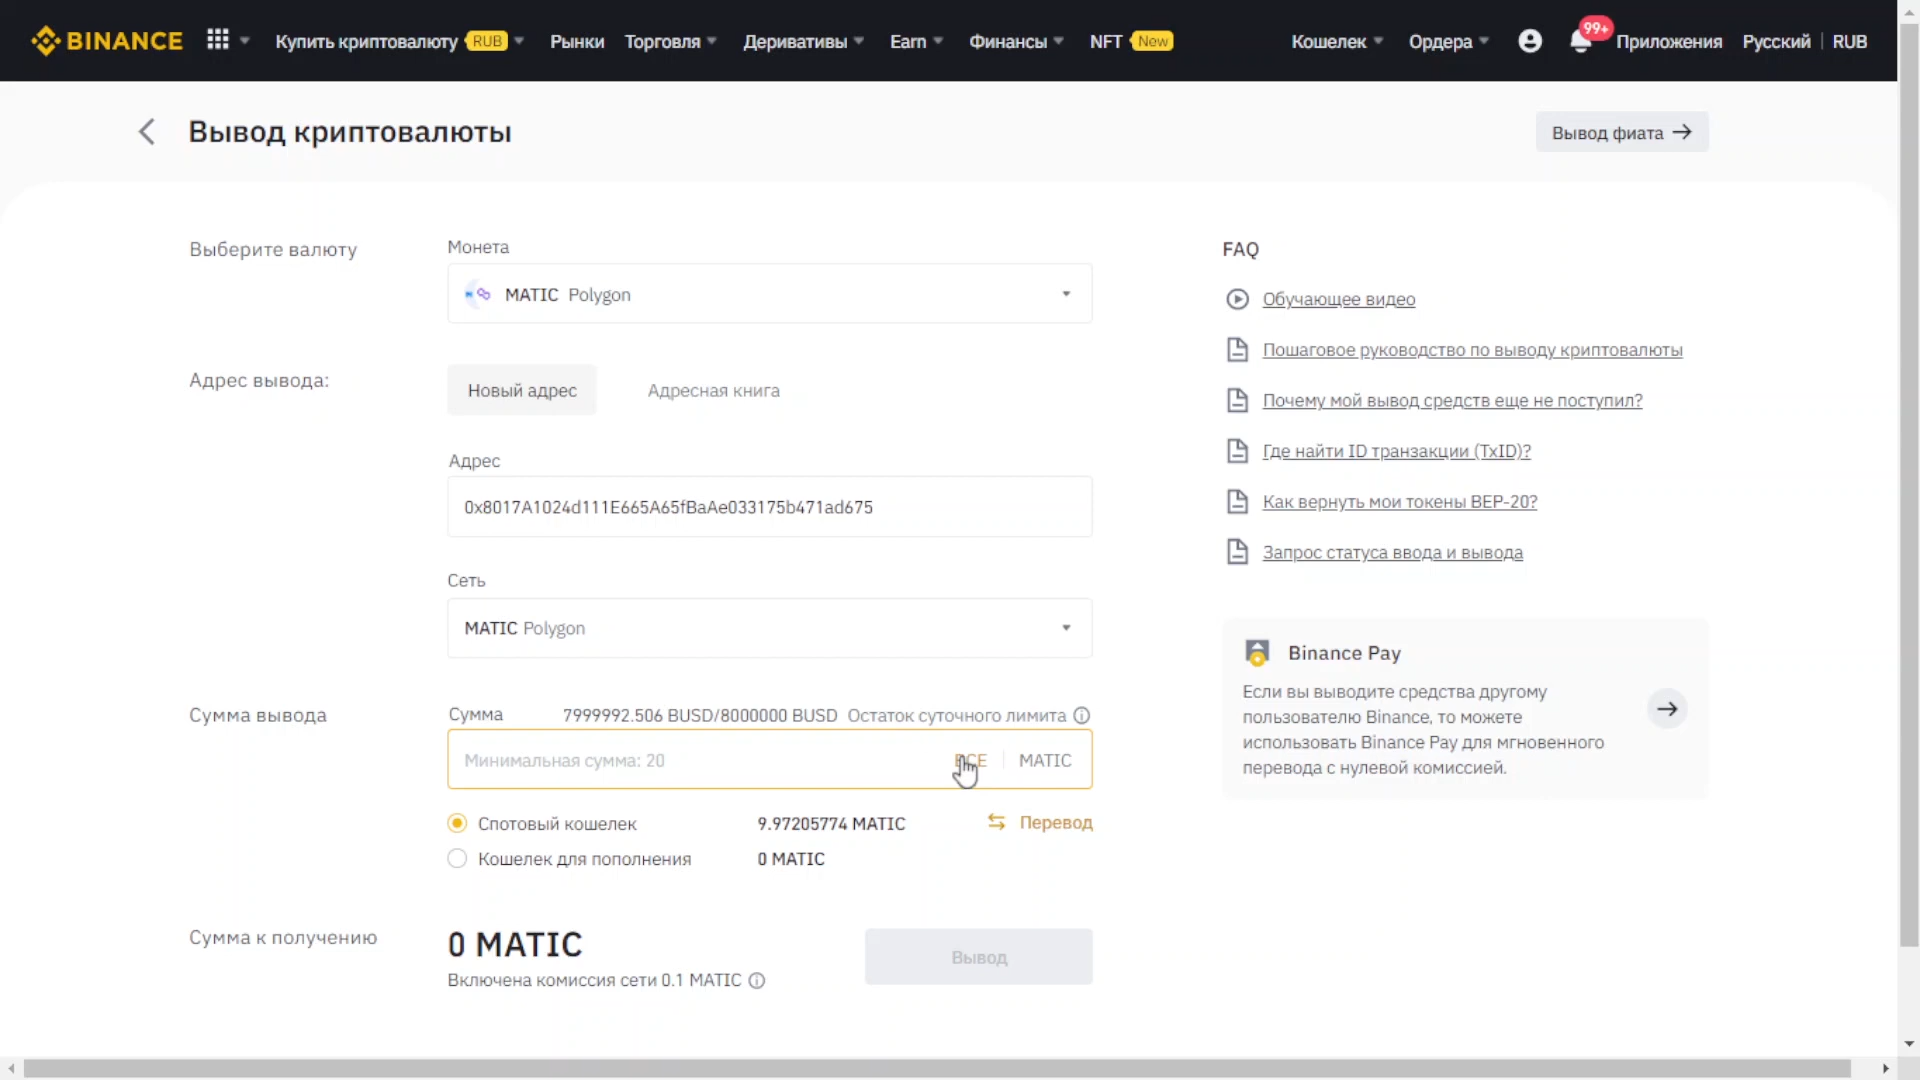 BINANCE
Купить криптовалюту RUB
Рынки
Торговля
Деривативы
Earn
Финансы
NFT New
Кошелек
Ордера
99+
Приложения
Русский | RUB
Вывод криптовалюты
Вывод фиата
Выберите валюту
Монета
MATIC Polygon
Адрес вывода:
Новый адрес
Адресная книга
Адрес
0x8017A1024d111E665A65fBaAe033175b471ad675
Сеть
MATIC Polygon
Сумма вывода
Сумма
7999992.506 BUSD/8000000 BUSD Остаток суточного лимита
Минимальная сумма: 20
ВСЕ | MATIC
Спотовый кошелек
9.97205774 MATIC
Перевод
Кошелек для пополнения
0 MATIC
Сумма к получению
0 MATIC
Включена комиссия сети 0.1 MATIC
Вывод
FAQ
Обучающее видео
Пошаговое руководство по выводу криптовалюты
Почему мой вывод средств еще не поступил?
Где найти ID транзакции (TxID)?
Как вернуть мои токены BEP-20?
Запрос статуса ввода и вывода
Binance Pay
Если вы выводите средства другому
пользователю Binance, то можете
использовать Binance Pay для мгновенного
перевода с нулевой комиссией.